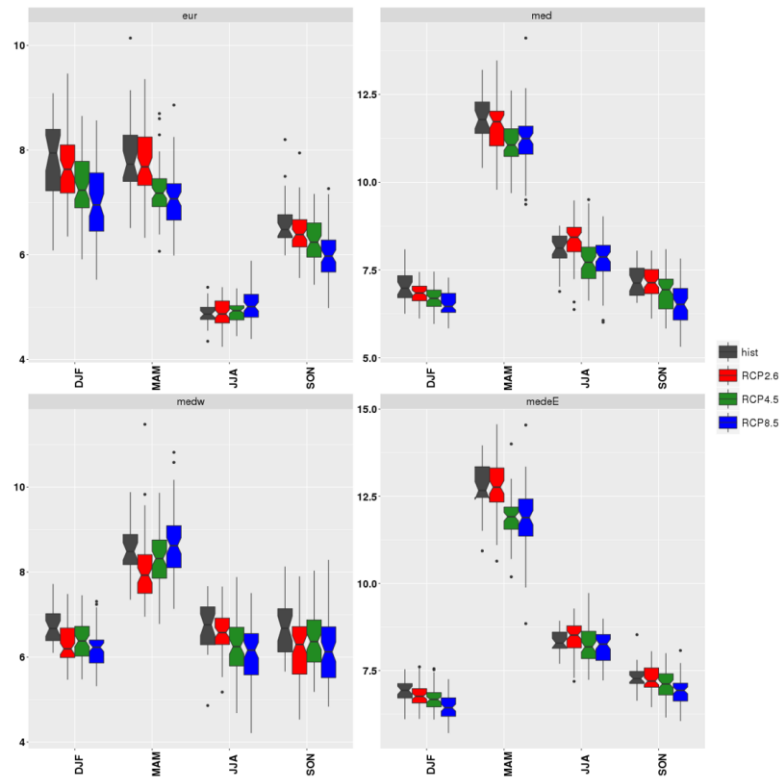 eur
med
10
8
6
4
12.5
10.0
7.5
5.0
DJF
MAM
JJA
SON
DJF
MAM
JJA
SON
medw
medeE
10
8
6
4
15.0
12.5
10.0
7.5
DJF
MAM
JJA
SON
DJF
MAM
JJA
SON
hist
RCP2.6
RCP4.5
RCP8.5